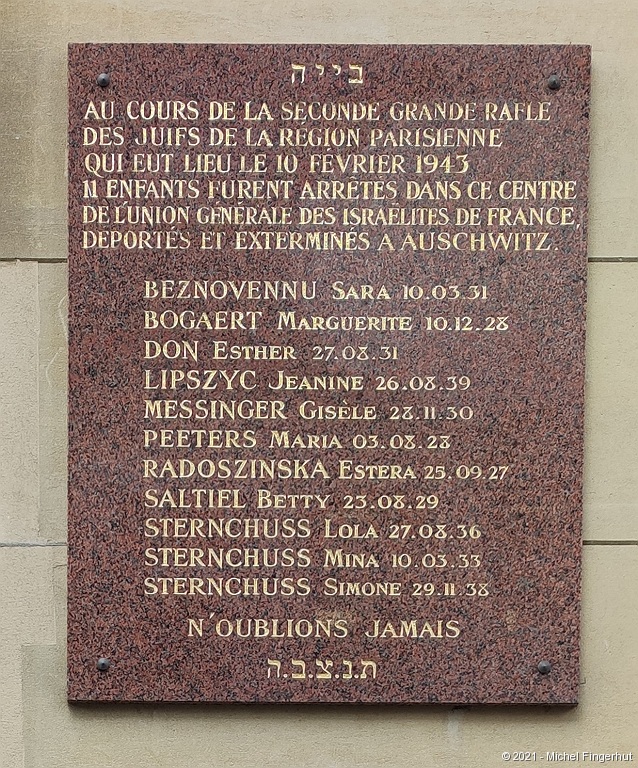 בייה
AU COURS DE LA SECONDE GRANDE RAFLE
DES JUIFS DE LA REGION PARISIENNE
QUI EUT LIEU LE 10 FÉVRIER 1943
11 ENFANTS FURENT ARRÊTÉS DANS CE CENTRE
DE L'UNION GÉNÉRALE DES ISRAÉLITES DE FRANCE,
DEPORTÉS ET EXTERMINÉS A AUSCHWITZ.
BEZNOVENNU SARA 10.03.31
BOGAERT MARGUERITE 10.12.28
DON ESTHER 27.08.31
LIPSZYC JEANINE 26.08.39
MESSINGER GISÈLE 28.11.30
PEETERS MARIA 03.08.28
RADOSZINSKA ESTERA 25.09.27
SALTIEL BETTY 23.08.29
STERNCHUSS LOLA 27.08.36
STERNCHUSS MINA 10.03.33
STERNCHUSS SIMONE 29.11.38
N'OUBLIONS JAMAIS
ת.נ.צ.ב.ה
© 2021 - Michel Fingerhut